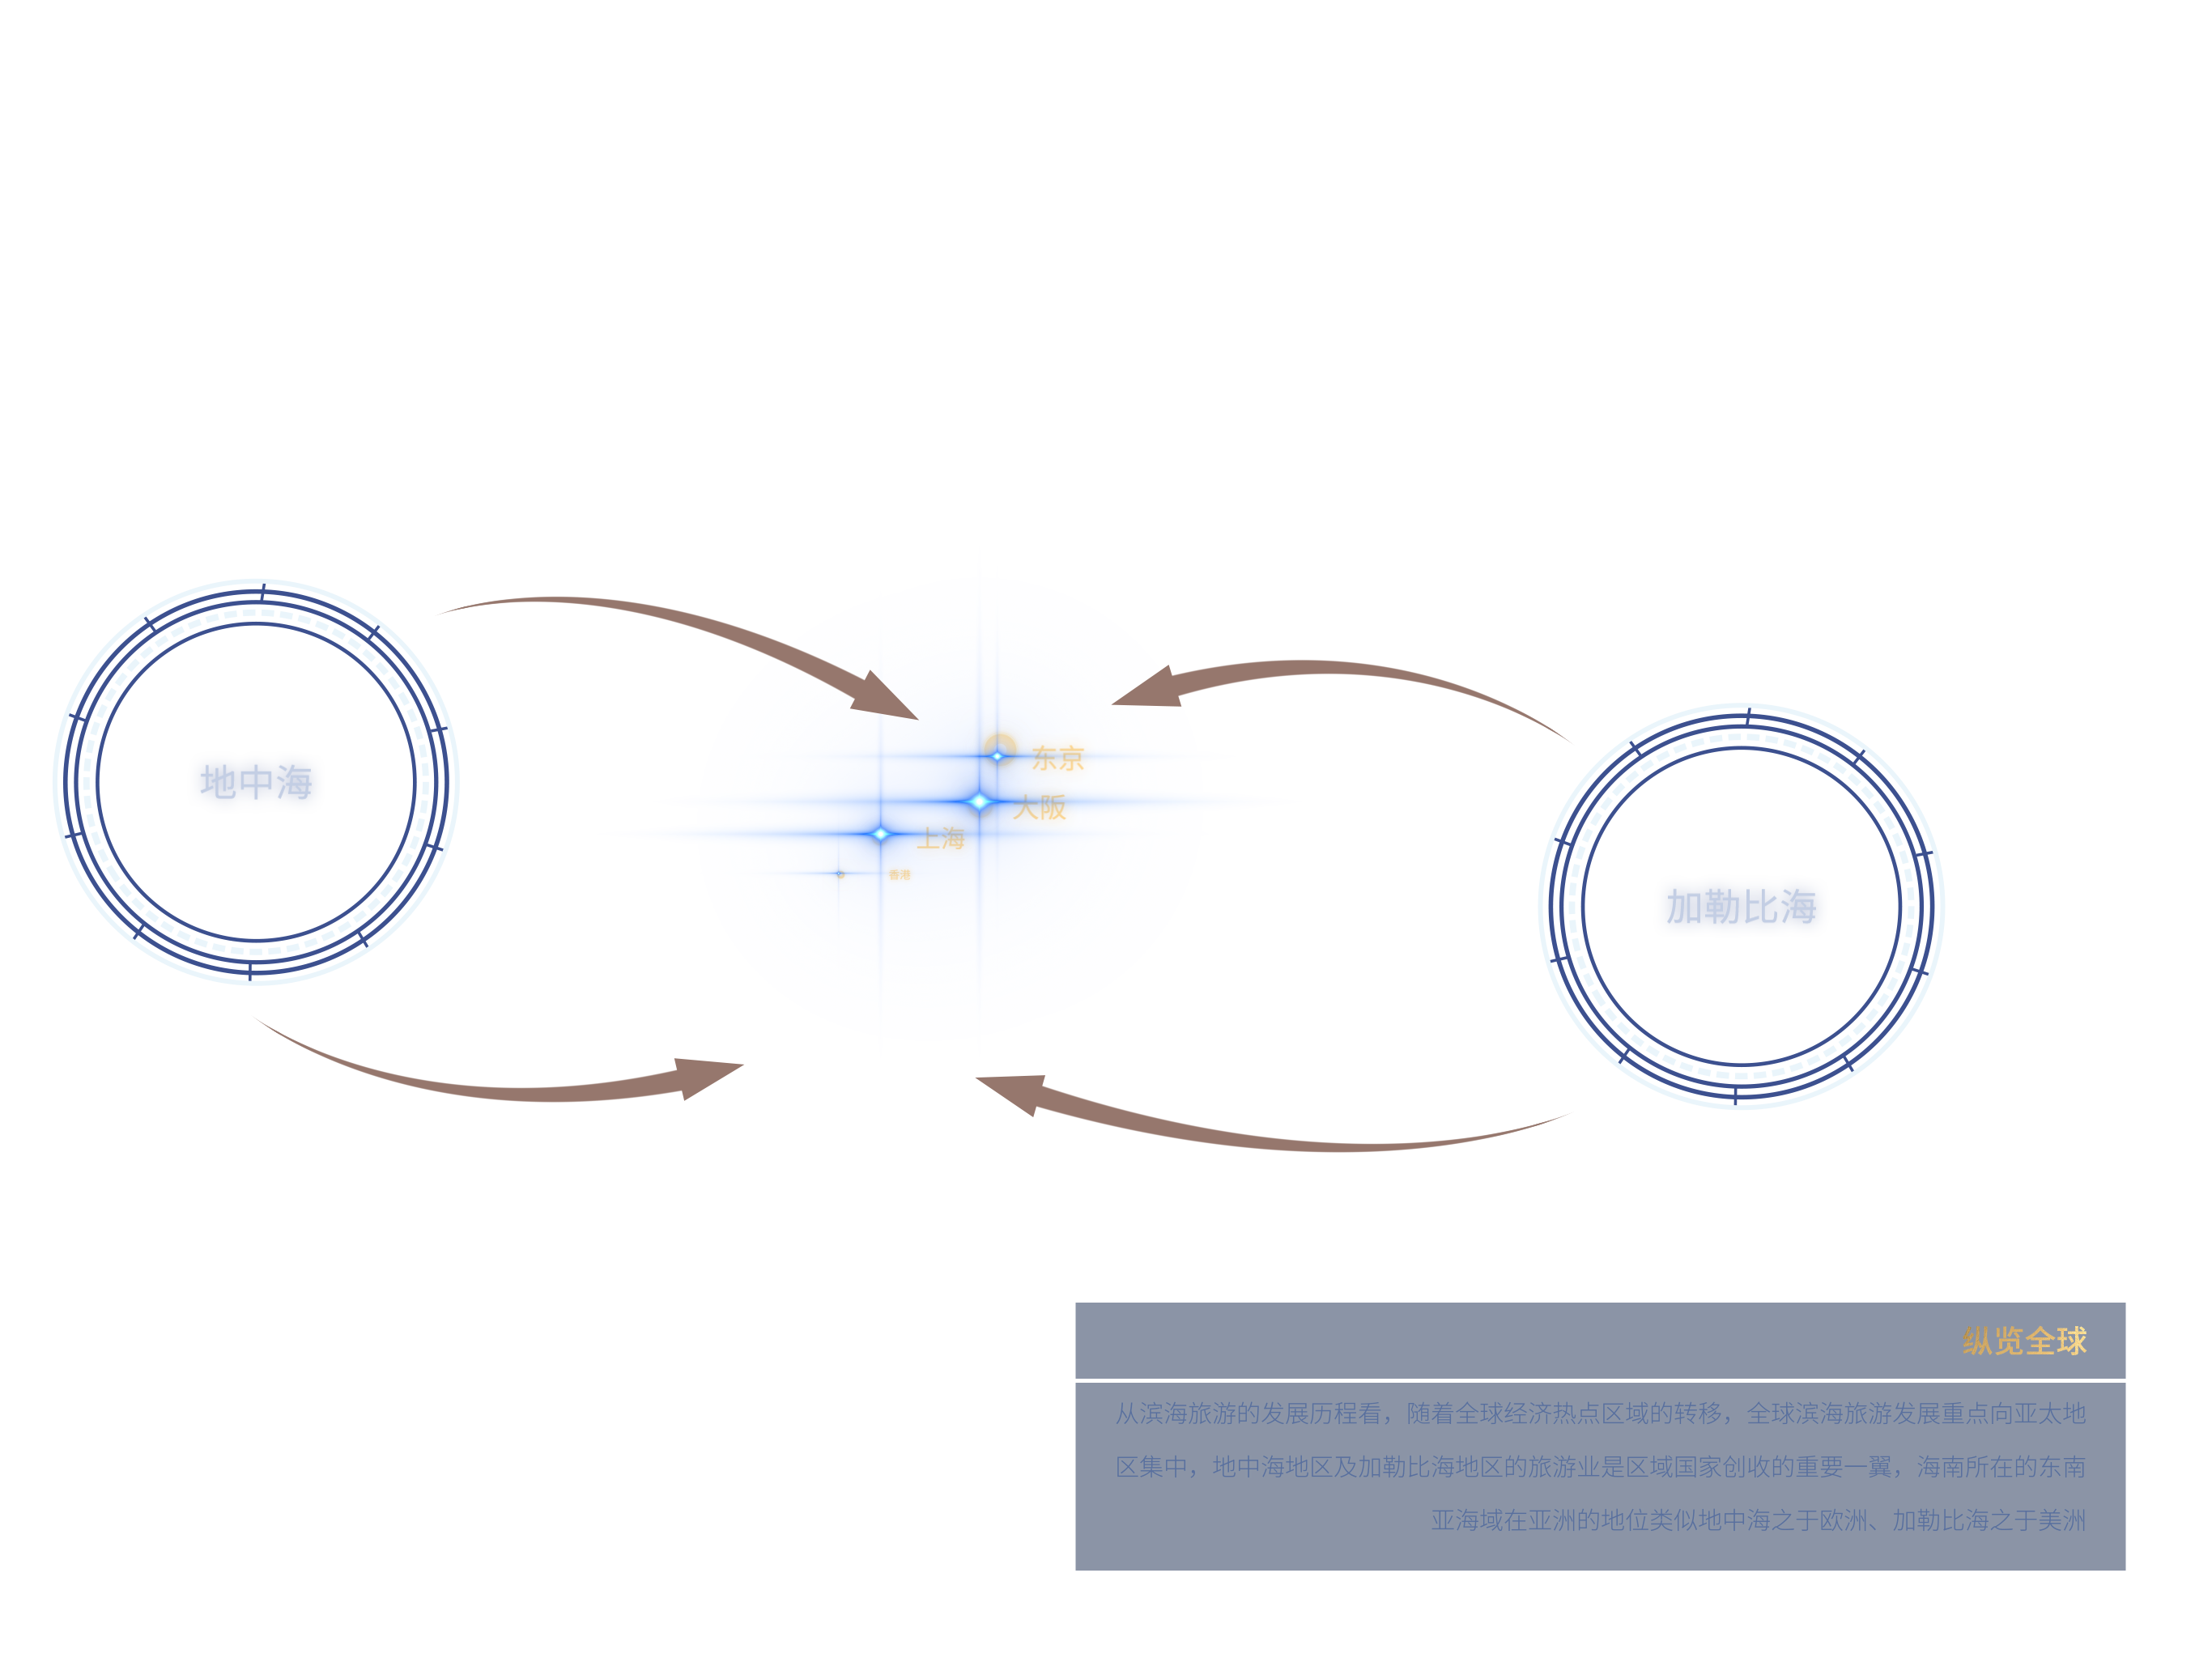 东京
地中海
大阪
上海
香港
加勒比海
纵览全球
从滨海旅游的发展历程看，随着全球经济热点区域的转移，全球滨海旅游发展重点向亚太地
区集中，地中海地区及加勒比海地区的旅游业是区域国家创收的重要一翼，海南所在的东南
亚海域在亚洲的地位类似地中海之于欧洲、加勒比海之于美洲